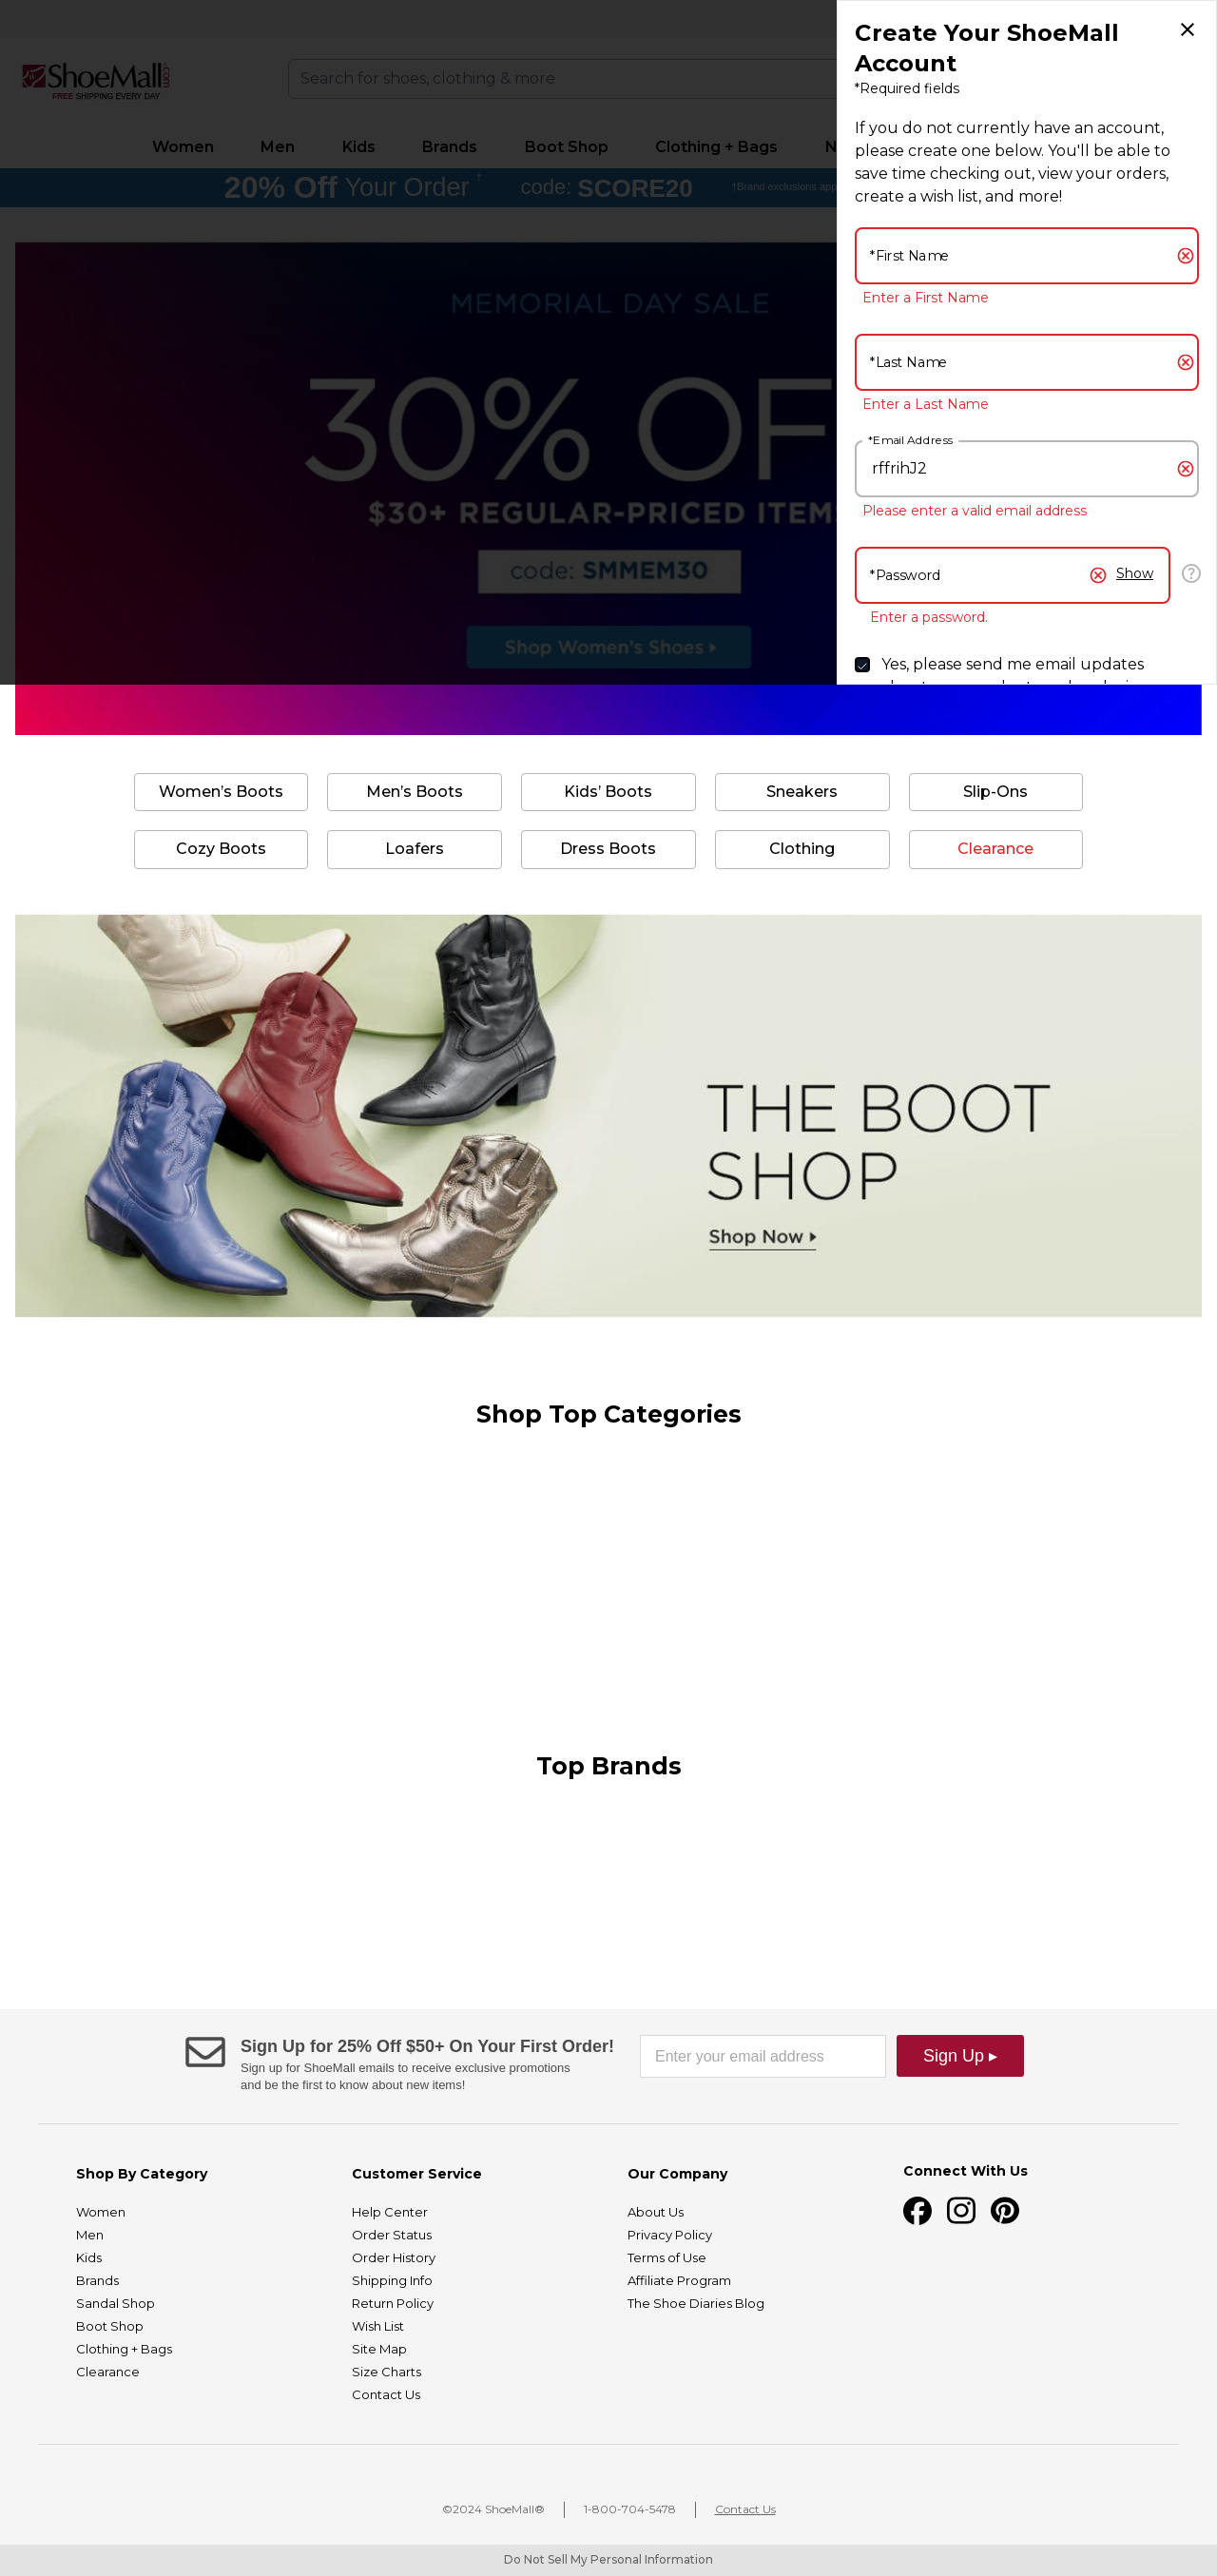 ShoeMall.com
FREE SHIPPING EVERY DAY
Search for shoes, clothing & more
Women
Men
Kids
Brands
Boot Shop
Clothing + Bags
N
20% Off Your Order †
code: SCORE20
†Brand exclusions app
MEMORIAL DAY SALE
30% OF
$30+ REGULAR-PRICED ITEM
code: SMMEM30
Shop Women's Shoes
Create Your ShoeMall
Account
*Required fields
If you do not currently have an account,
please create one below. You'll be able to
save time checking out, view your orders,
create a wish list, and more!
*First Name
Enter a First Name
*Last Name
Enter a Last Name
*Email Address
rffrihJ2
Please enter a valid email address
*Password
Show
?
Enter a password.
Yes, please send me email updates
Women's Boots
Men's Boots
Kids' Boots
Sneakers
Slip-Ons
Cozy Boots
Loafers
Dress Boots
Clothing
Clearance
THE BOOT
SHOP
Shop Now
Shop Top Categories
Top Brands
Sign Up for 25% Off $50+ On Your First Order!
Sign up for ShoeMall emails to receive exclusive promotions
and be the first to know about new items!
Enter your email address
Sign Up ▸
Shop By Category
Women
Men
Kids
Brands
Sandal Shop
Boot Shop
Clothing + Bags
Clearance
Customer Service
Help Center
Order Status
Order History
Shipping Info
Return Policy
Wish List
Site Map
Size Charts
Contact Us
Our Company
About Us
Privacy Policy
Terms of Use
Affiliate Program
The Shoe Diaries Blog
Connect With Us
©2024 ShoeMall®
1-800-704-5478
Contact Us
Do Not Sell My Personal Information